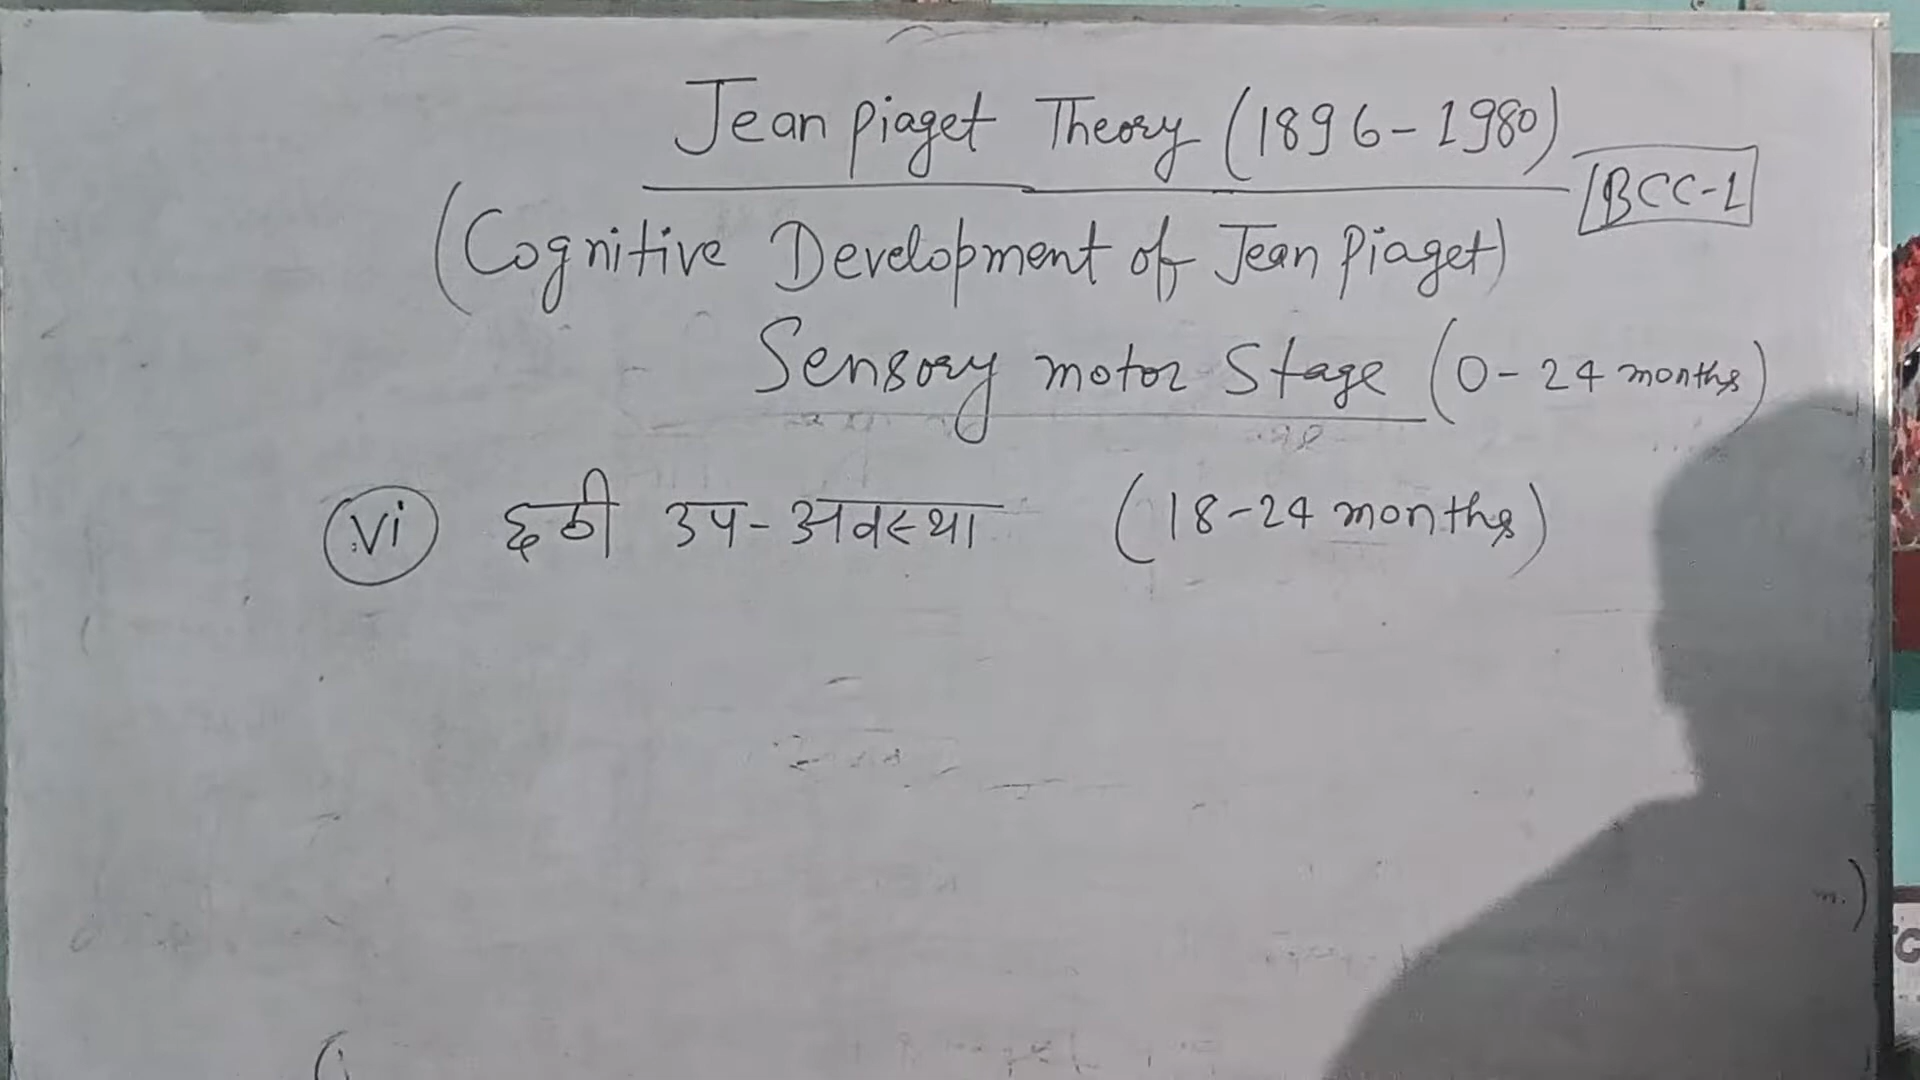 Jean piaget Theory (1896-1980)
BCC-1
(Cognitive Development of Jean Piaget)
Sensory motor Stage (0-24 months)
vi छठी उप-अवस्था (18-24 months)